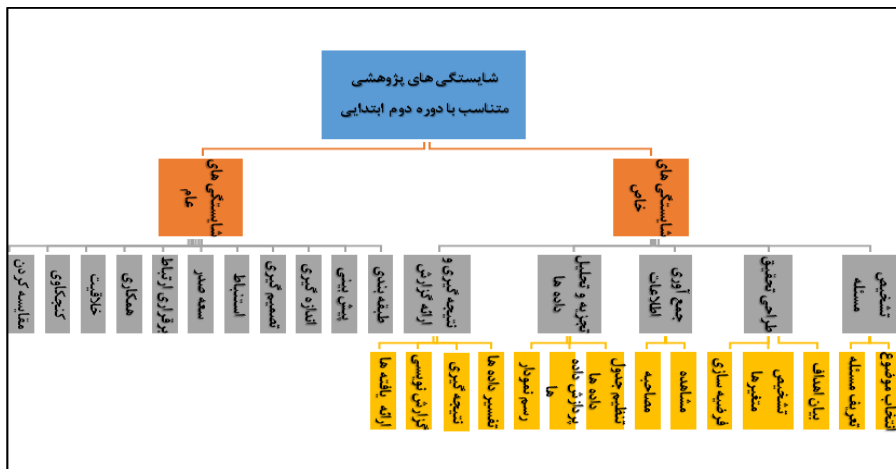 شایستگی های پژوهشی
متناسب با دوره دوم ابتدایی
شایستگی های
خاص
شایستگی های
عام
تشخیص
مسئله
طراحی تحقیق
جمع آوری
اطلاعات
تجزیه و تحلیل
داده ها
نتیجه گیری و
ارائه گزارش
طبقه بندی
پیش بینی
اندازه گیری
تصمیم گیری
استنباط
سعه صدر
برقراری ارتباط
همکاری
خلاقیت
کنجکاوی
مقایسه کردن
انتخاب موضوع
تعریف مسئله
بیان اهداف
تشخیص
متغیرها
فرضیه سازی
مشاهده
مصاحبه
تنظیم جدول
داده ها
پردازش داده
ها
رسم نمودار
تفسیر داده ها
نتیجه گیری
گزارش نویسی
ارائه یافته ها